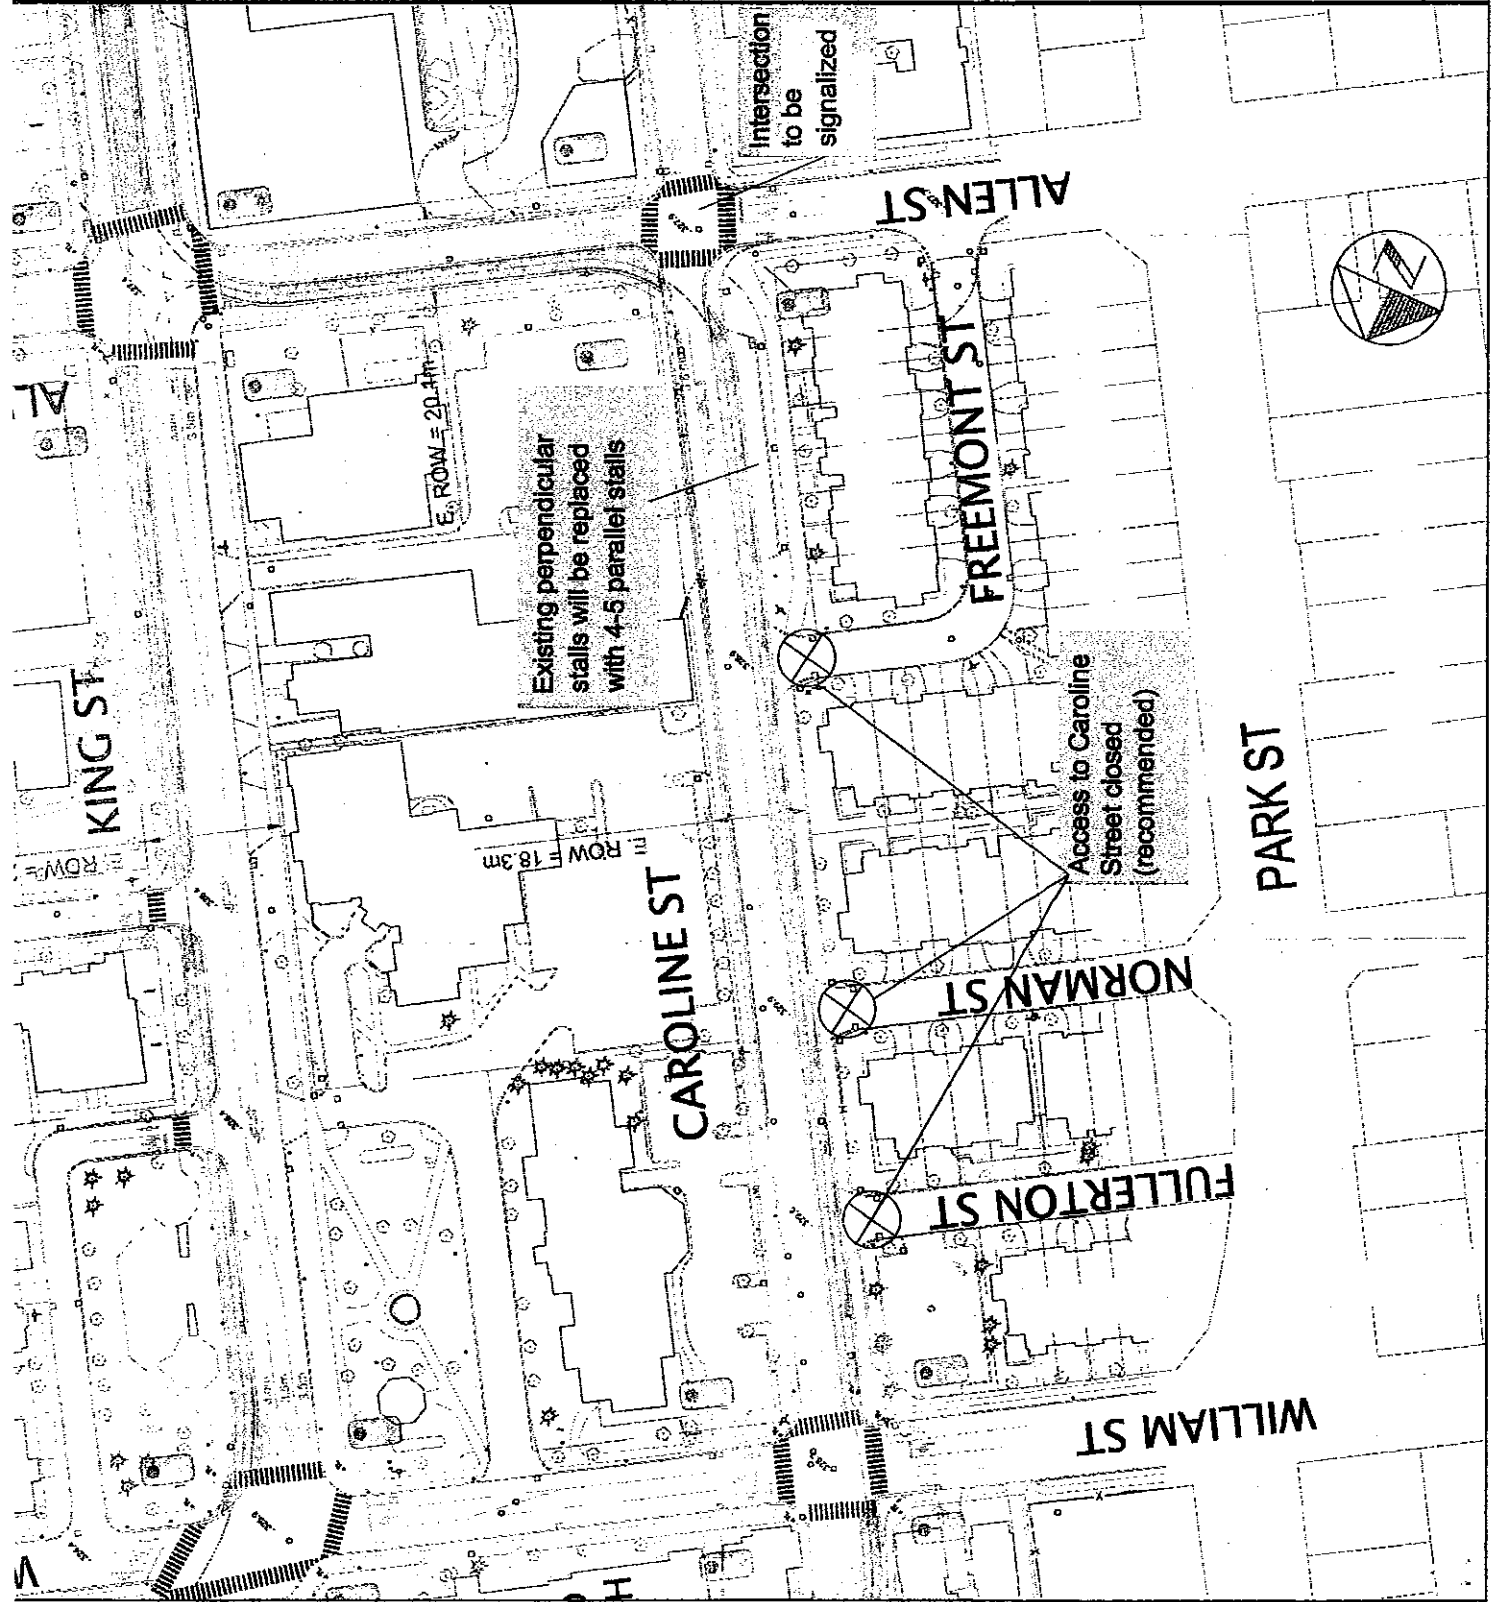 Intersection
to be
signalized
ALLEN ST
AL
E. ROW = 20.1m
Existing perpendicular
stalls will be replaced
with 4-5 parallel stalls
FREEMONT ST
KING ST
E. ROW =
E. ROW = 18.3m
CAROLINE ST
Access to Caroline
Street closed
(recommended)
PARK ST
NORMAN ST
FULLERTON ST
WILLIAM ST
W
H
N